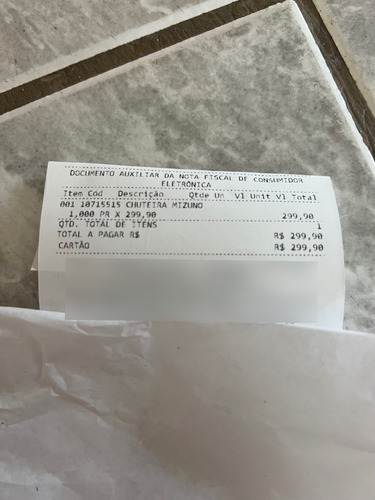 DOCUMENTO AUXILIAR DA NOTA FISCAL DE CONSUMIDOR
ELETRÔNICA
Item Cod Descrição Qtde Un Vl Unit Vl Total
001 10715515 CHUTEIRA MIZUNO
1,000 PR X 299,90 299,90
QTD. TOTAL DE ITENS 1
TOTAL A PAGAR R$ R$ 299,90
CARTÃO R$ 299,90